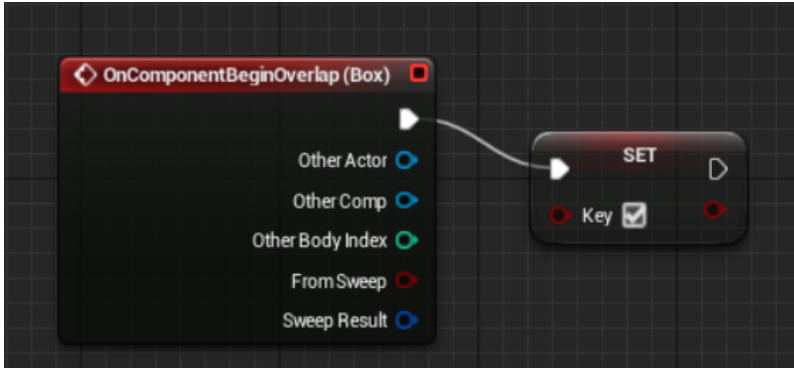 OnComponentBeginOverlap (Box)
Other Actor
Other Comp
Other Body Index
From Sweep
Sweep Result
SET
Key